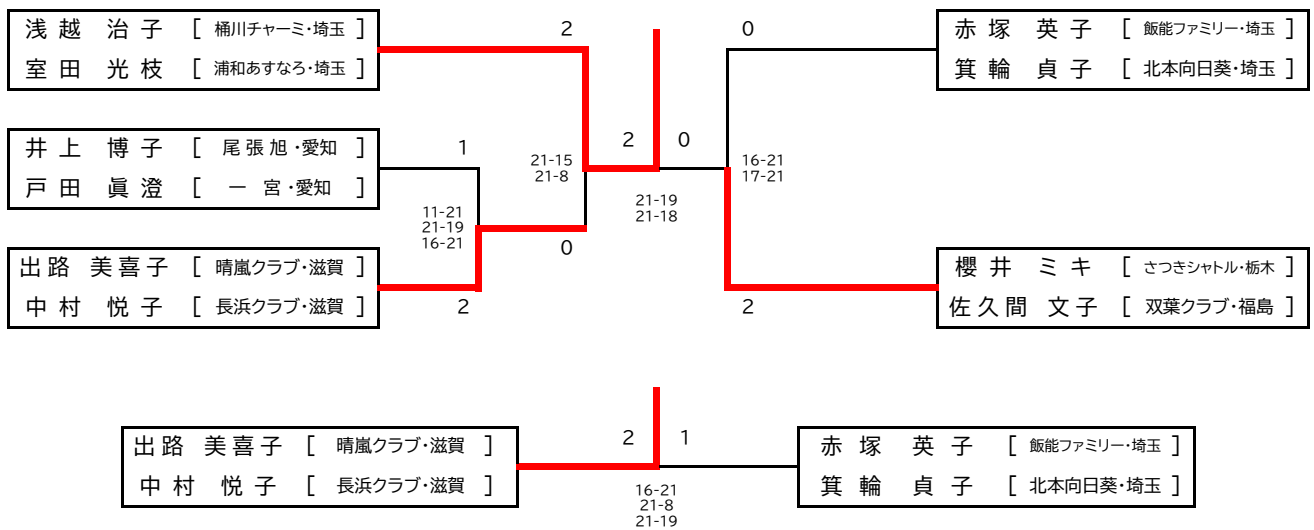 浅越 治子 [ 桶川チャーミ・埼玉 ]
室田 光枝 [ 浦和あすなろ・埼玉 ]
井上 博子 [ 尾張旭・愛知 ]
戸田 眞澄 [ 一宮・愛知 ]
出路 美喜子 [ 晴嵐クラブ・滋賀 ]
中村 悦子 [ 長浜クラブ・滋賀 ]
2
1
2
11-21
21-19
16-21
21-15
21-8
0
2
0
21-19
21-18
0
16-21
17-21
2
赤塚 英子 [ 飯能ファミリー・埼玉 ]
箕輪 貞子 [ 北本向日葵・埼玉 ]
櫻井 ミキ [ さつきシャトル・栃木 ]
佐久間 文子 [ 双葉クラブ・福島 ]
出路 美喜子 [ 晴嵐クラブ・滋賀 ]
中村 悦子 [ 長浜クラブ・滋賀 ]
2
1
16-21
21-8
21-19
赤塚 英子 [ 飯能ファミリー・埼玉 ]
箕輪 貞子 [ 北本向日葵・埼玉 ]